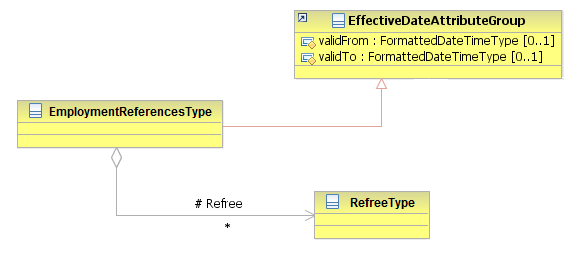 EffectiveDateAttributeGroup
validFrom : FormattedDateTimeType [0..1]
validTo : FormattedDateTimeType [0..1]
EmploymentReferencesType
# Refree
*
RefreeType